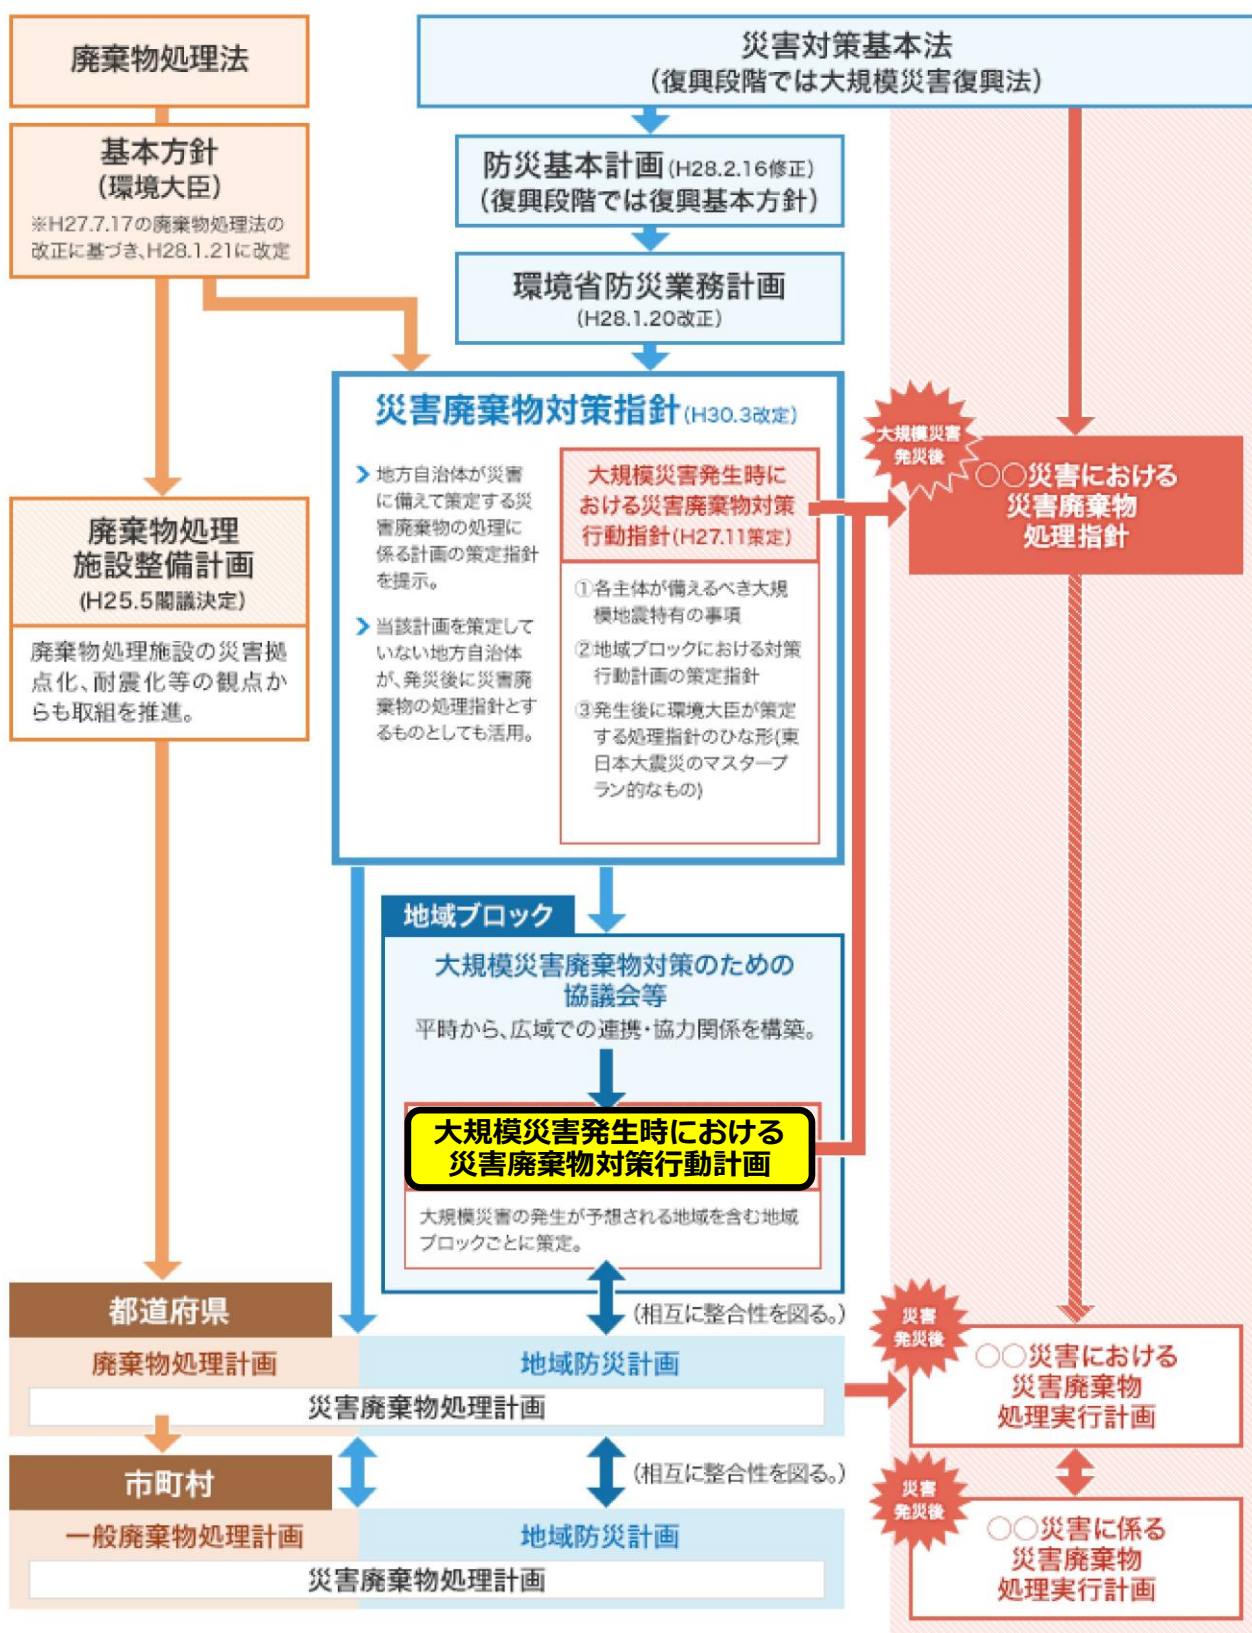 廃棄物処理法
基本方針
(環境大臣)
※H27.7.17の廃棄物処理法の
改正に基づき、H28.1.21に改定
災害対策基本法
(復興段階では大規模災害復興法)
防災基本計画(H28.2.16修正)
(復興段階では復興基本方針)
環境省防災業務計画
(H28.1.20改正)
廃棄物処理
施設整備計画
(H25.5閣議決定)
廃棄物処理施設の災害拠
点化、耐震化等の観点か
らも取組を推進。
災害廃棄物対策指針(H30.3改定)
地方自治体が災害
に備えて策定する災
害廃棄物の処理に
係る計画の策定指針
を提示。
当該計画を策定して
いない地方自治体
が、発災後に災害廃
棄物の処理指針とす
るものとしても活用。
大規模災害発生時に
おける災害廃棄物対策
行動指針(H27.11策定)
①各主体が備えるべき大規
模地震特有の事項
②地域ブロックにおける対策
行動計画の策定指針
③発生後に環境大臣が策定
する処理指針のひな形(東
日本大震災のマスタープ
ラン的なもの)
大規模災害
発災後
○○災害における
災害廃棄物
処理指針
地域ブロック
大規模災害廃棄物対策のための
協議会等
平時から、広域での連携・協力関係を構築。
大規模災害発生時における
災害廃棄物対策行動計画
大規模災害の発生が予想される地域を含む地域
ブロックごとに策定。
(相互に整合性を図る。)
都道府県
廃棄物処理計画
地域防災計画
災害廃棄物処理計画
災害
発災後
○○災害における
災害廃棄物
処理実行計画
(相互に整合性を図る。)
市町村
一般廃棄物処理計画
地域防災計画
災害廃棄物処理計画
災害
発災後
○○災害に係る
災害廃棄物
処理実行計画